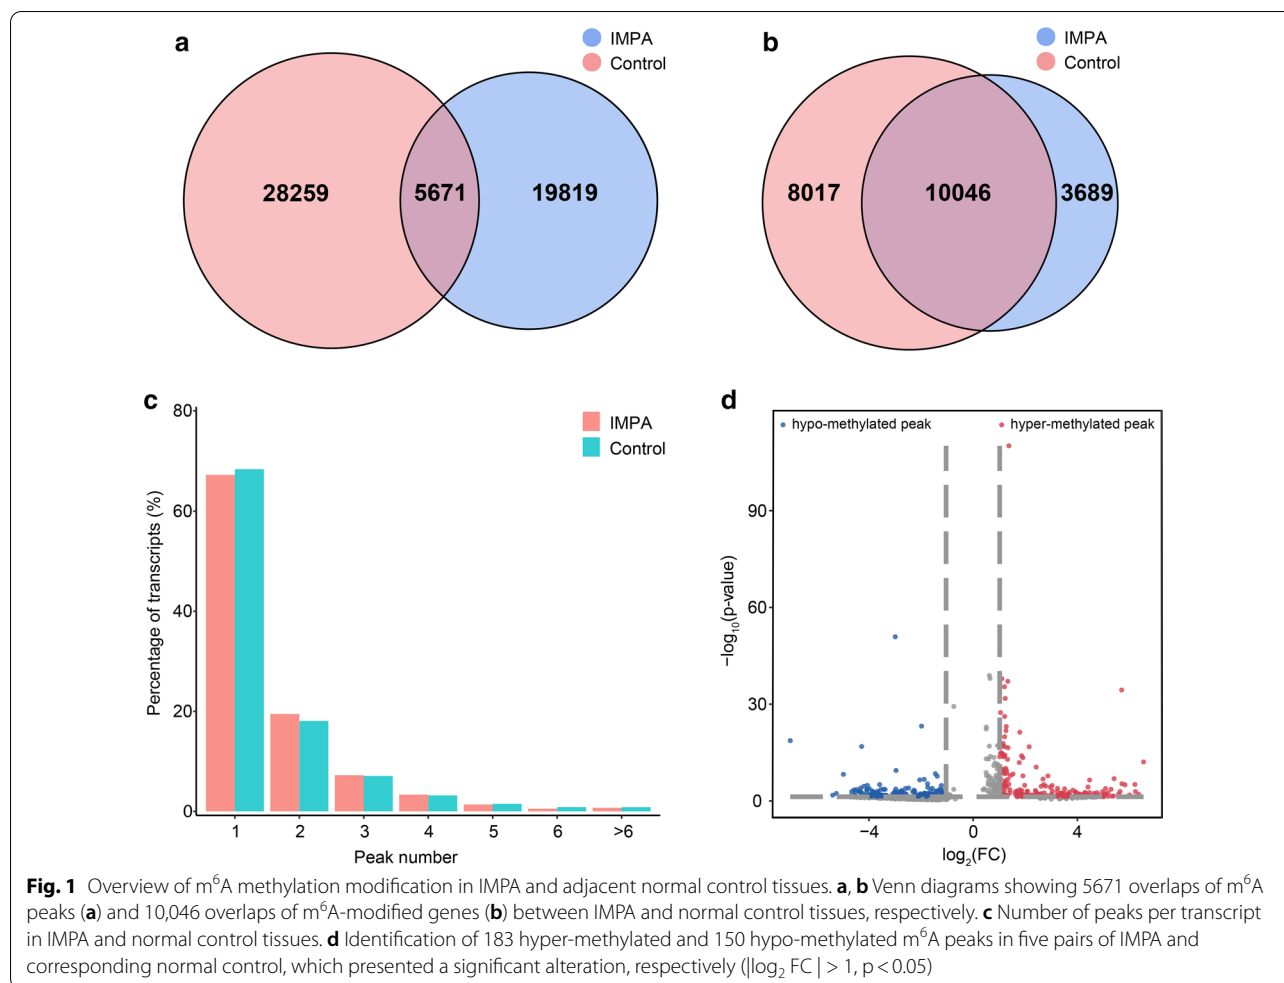 a
IMPA
Control
28259
5671
19819
b
IMPA
Control
8017
10046
3689
c
IMPA
Control
Percentage of transcripts (%)
80
60
40
20
0
1 2 3 4 5 6 >6
Peak number
d
hypo-methylated peak
hyper-methylated peak
−log₁₀(p-value)
90
60
30
0
−4 0 4
log₂(FC)
Fig. 1 Overview of m⁶A methylation modification in IMPA and adjacent normal control tissues. a, b Venn diagrams showing 5671 overlaps of m⁶A
peaks (a) and 10,046 overlaps of m⁶A-modified genes (b) between IMPA and normal control tissues, respectively. c Number of peaks per transcript
in IMPA and normal control tissues. d Identification of 183 hyper-methylated and 150 hypo-methylated m⁶A peaks in five pairs of IMPA and
corresponding normal control, which presented a significant alteration, respectively (|log₂ FC | > 1, p < 0.05)